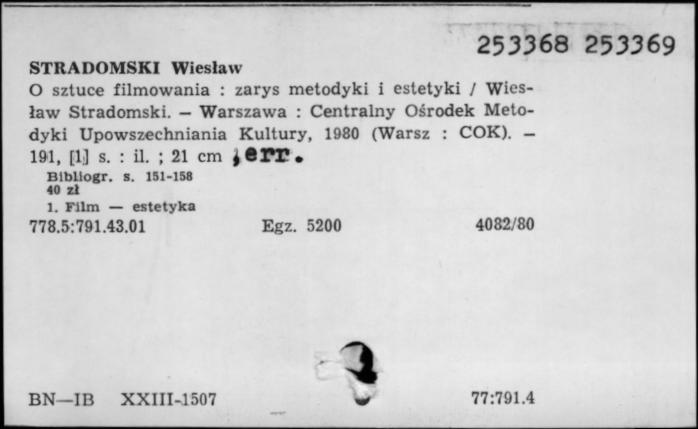 253368 253369
STRADOMSKI Wiesław
O sztuce filmowania : zarys metodyki i estetyki / Wies-
ław Stradomski. — Warszawa : Centralny Ośrodek Meto-
dyki Upowszechniania Kultury, 1980 (Warsz : COK). —
191, [1] s. : il. ; 21 cm ; err.
Bibliogr. s. 151-158
40 zł
1. Film — estetyka
778.5:791.43.01 Egz. 5200 4082/80
BN—IB XXIII-1507 77:791.4